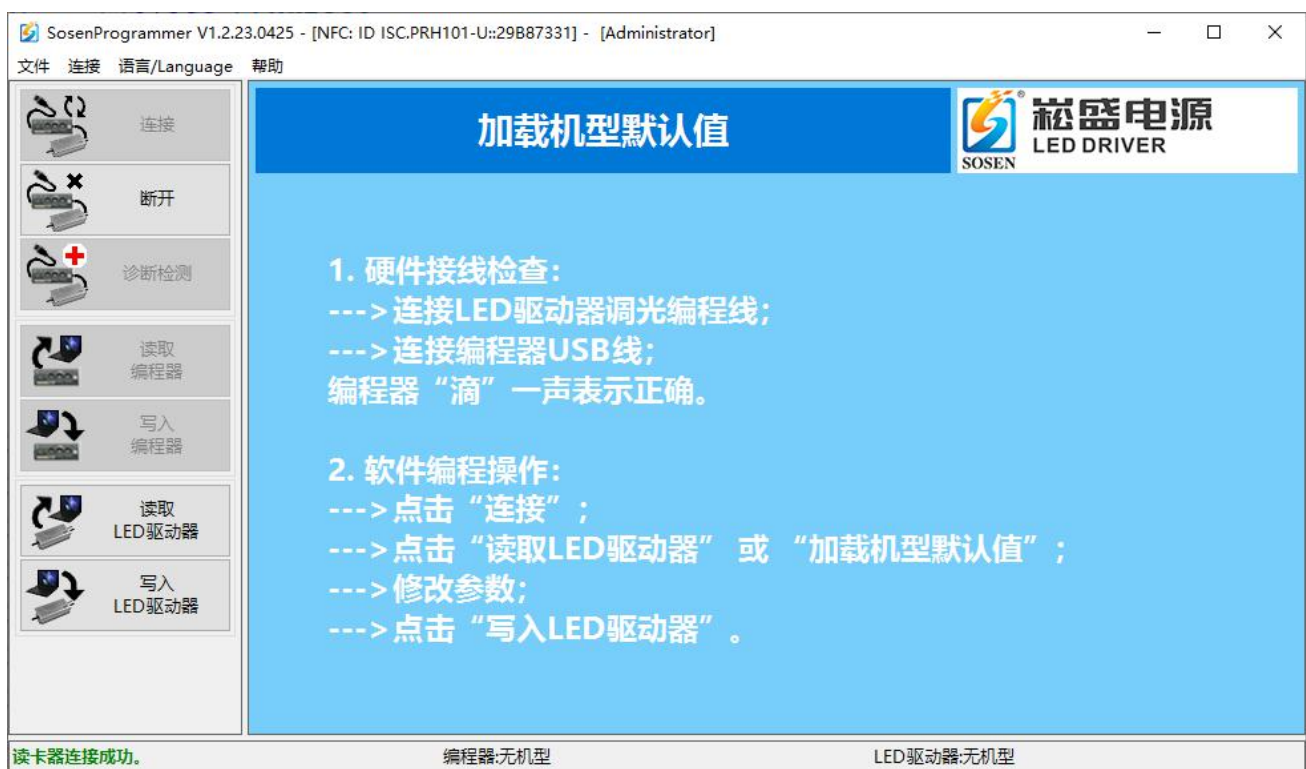 SosenProgrammer V1.2.23.0425 - [NFC: ID ISC.PRH101-U::29B87331] - [Administrator]
文件 连接 语言/Language 帮助
连接
断开
诊断检测
读取
编程器
写入
编程器
读取
LED驱动器
写入
LED驱动器
加载机型默认值
SOSEN
®
崧盛电源
LED DRIVER
1. 硬件接线检查：
--->连接LED驱动器调光编程线；
--->连接编程器USB线；
编程器“滴”一声表示正确。
2. 软件编程操作：
--->点击“连接”；
--->点击“读取LED驱动器” 或 “加载机型默认值”；
--->修改参数；
--->点击“写入LED驱动器”。
读卡器连接成功。 编程器:无机型 LED驱动器:无机型